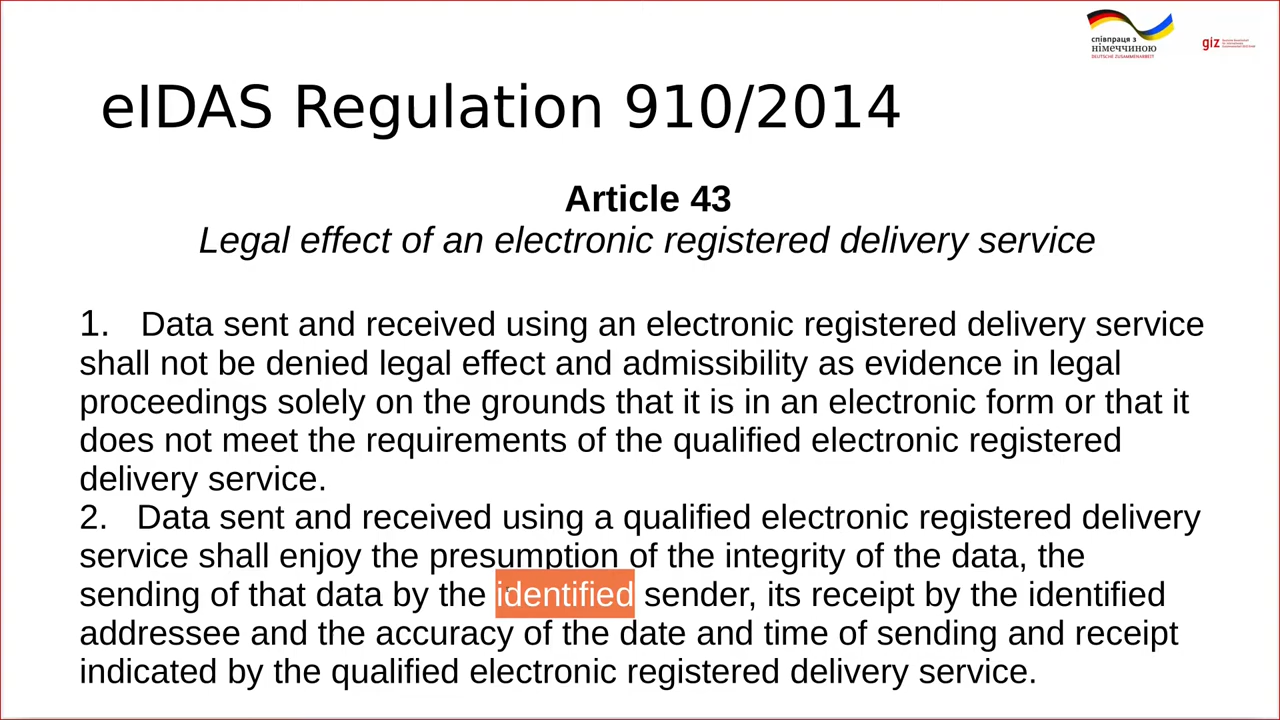 співпраця з
німеччиною
DEUTSCHE ZUSAMMENARBEIT
giz
eIDAS Regulation 910/2014
Article 43
Legal effect of an electronic registered delivery service
1. Data sent and received using an electronic registered delivery service
shall not be denied legal effect and admissibility as evidence in legal
proceedings solely on the grounds that it is in an electronic form or that it
does not meet the requirements of the qualified electronic registered
delivery service.
2. Data sent and received using a qualified electronic registered delivery
service shall enjoy the presumption of the integrity of the data, the
sending of that data by the identified sender, its receipt by the identified
addressee and the accuracy of the date and time of sending and receipt
indicated by the qualified electronic registered delivery service.